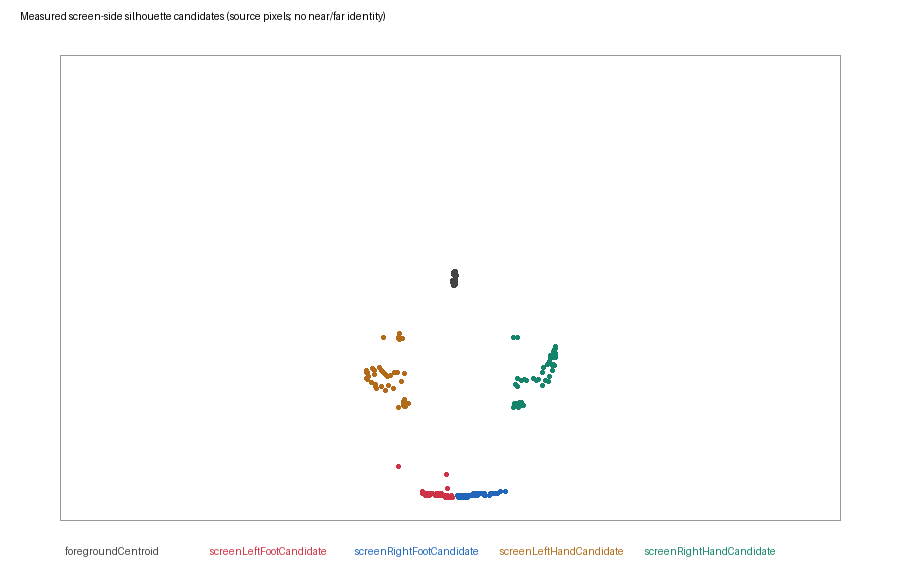 Measured screen-side silhouette candidates (source pixels; no near/far identity)
foregroundCentroid screenLeftFootCandidate screenRightFootCandidate screenLeftHandCandidate screenRightHandCandidate